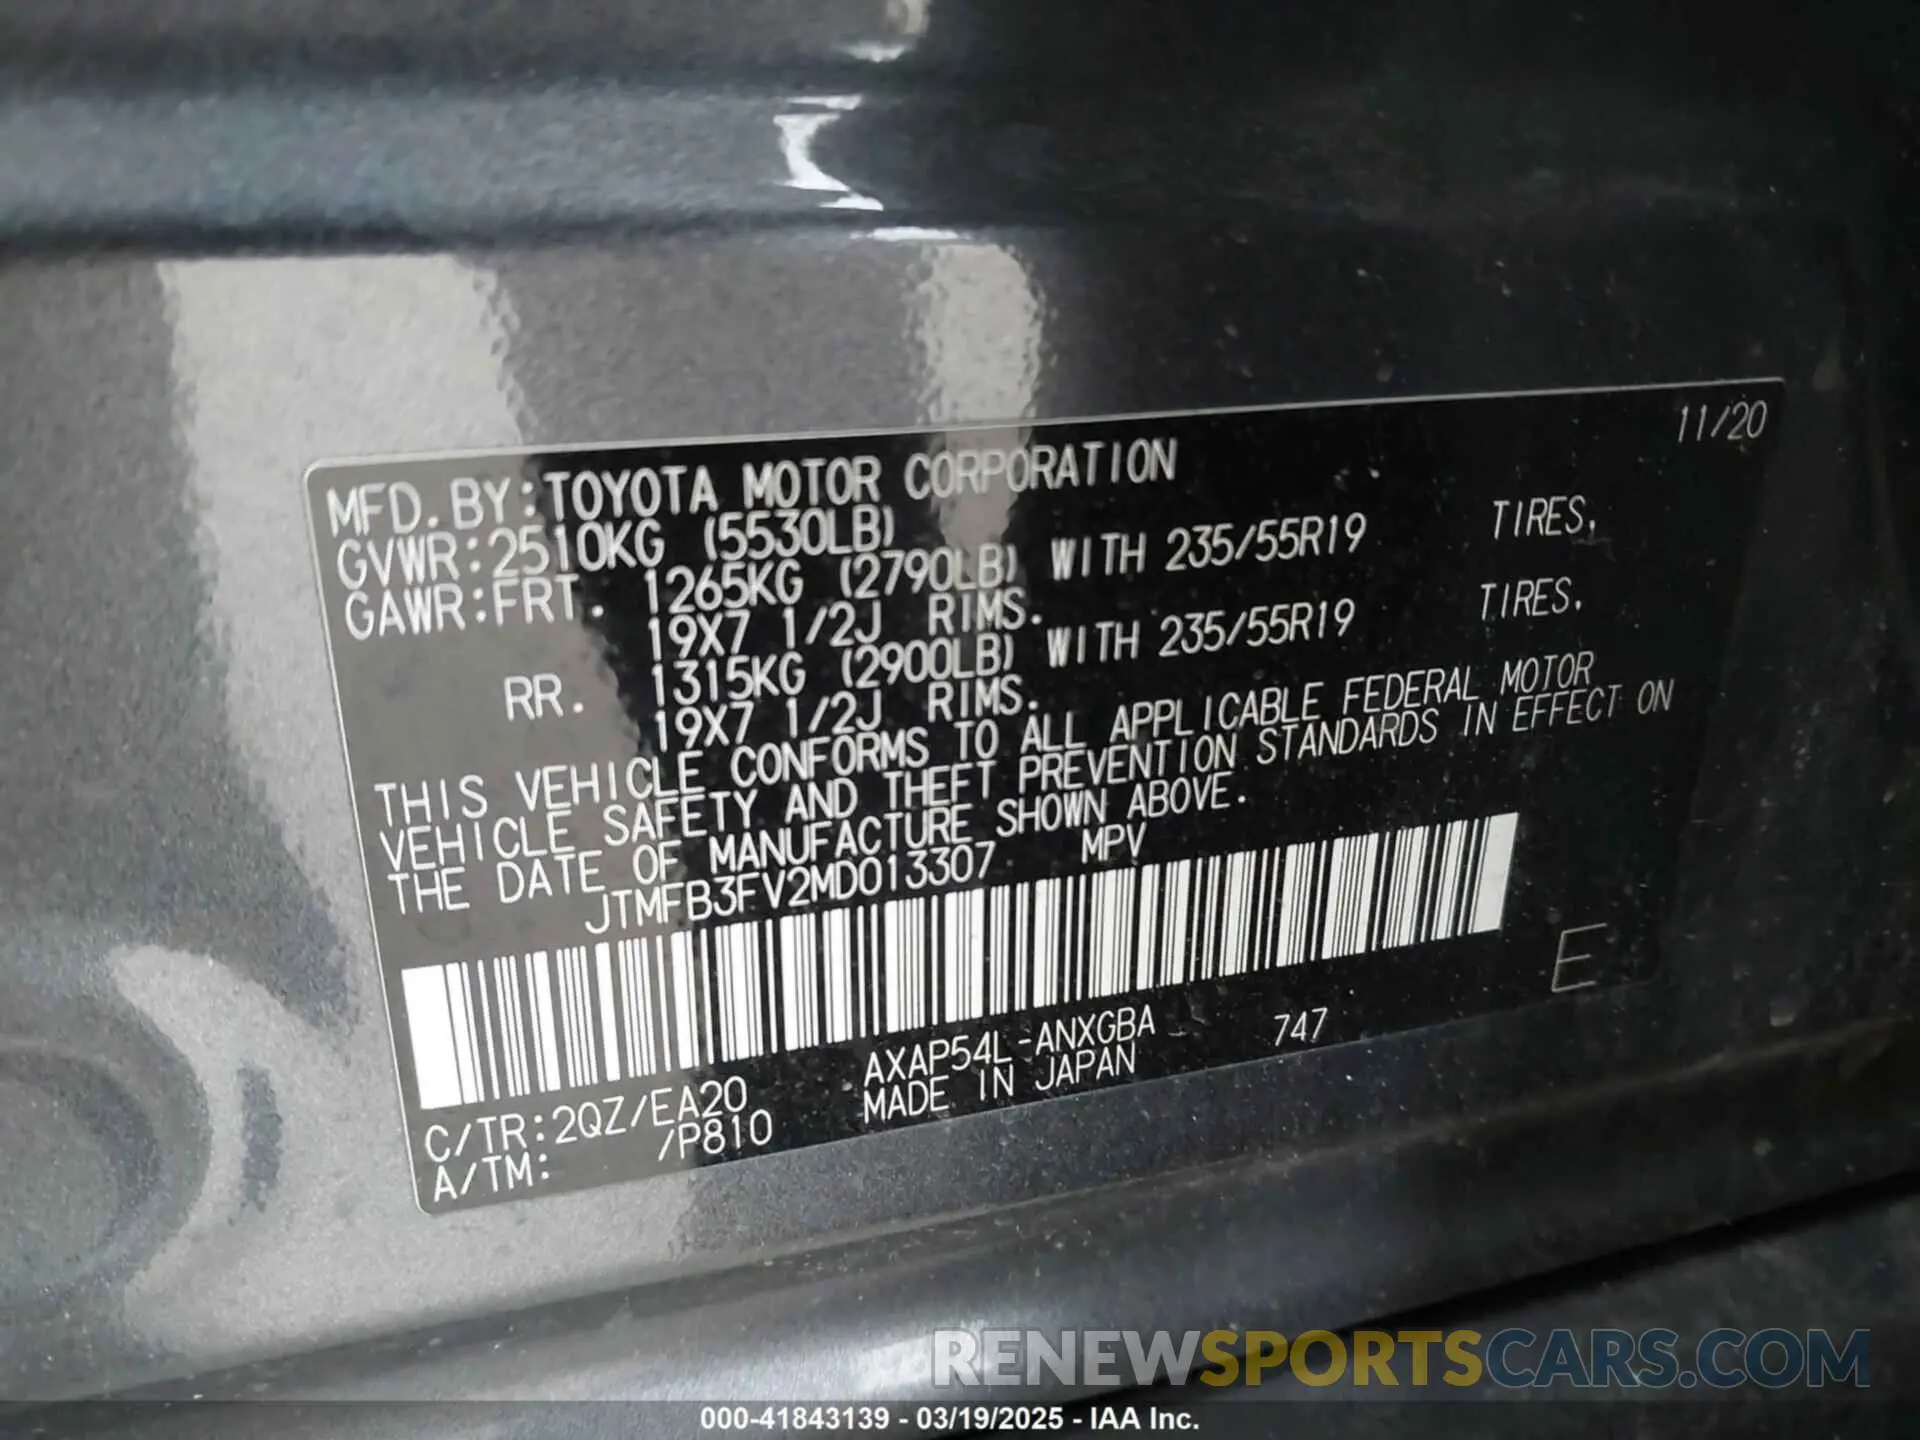 11/20
MFD. BY: TOYOTA MOTOR CORPORATION
GVWR: 2510KG (5530LB)
GAWR: FRT. 1265KG (2790LB) WITH 235/55R19 TIRES,
19X7 1/2J RIMS.
RR. 1315KG (2900LB) WITH 235/55R19 TIRES,
19X7 1/2J RIMS.
THIS VEHICLE CONFORMS TO ALL APPLICABLE FEDERAL MOTOR
VEHICLE SAFETY AND THEFT PREVENTION STANDARDS IN EFFECT ON
THE DATE OF MANUFACTURE SHOWN ABOVE.
JTMFB3FV2MD013307 MPV
E
AXAP54L-ANXGBA 747
C/TR: 2QZ/EA20 MADE IN JAPAN
A/TM: /P810
RENEWSPORTSCARS.COM
000-41843139 - 03/19/2025 - IAA Inc.